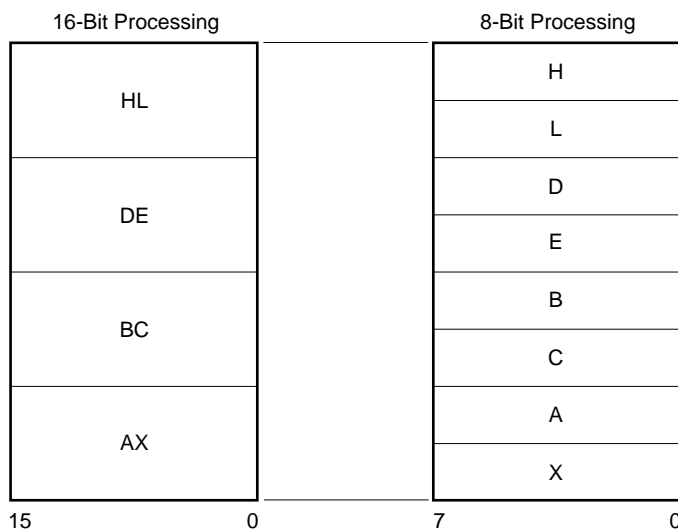 16-Bit Processing
8-Bit Processing
HL
H
L
DE
D
E
BC
B
C
AX
A
X
15
0
7
0